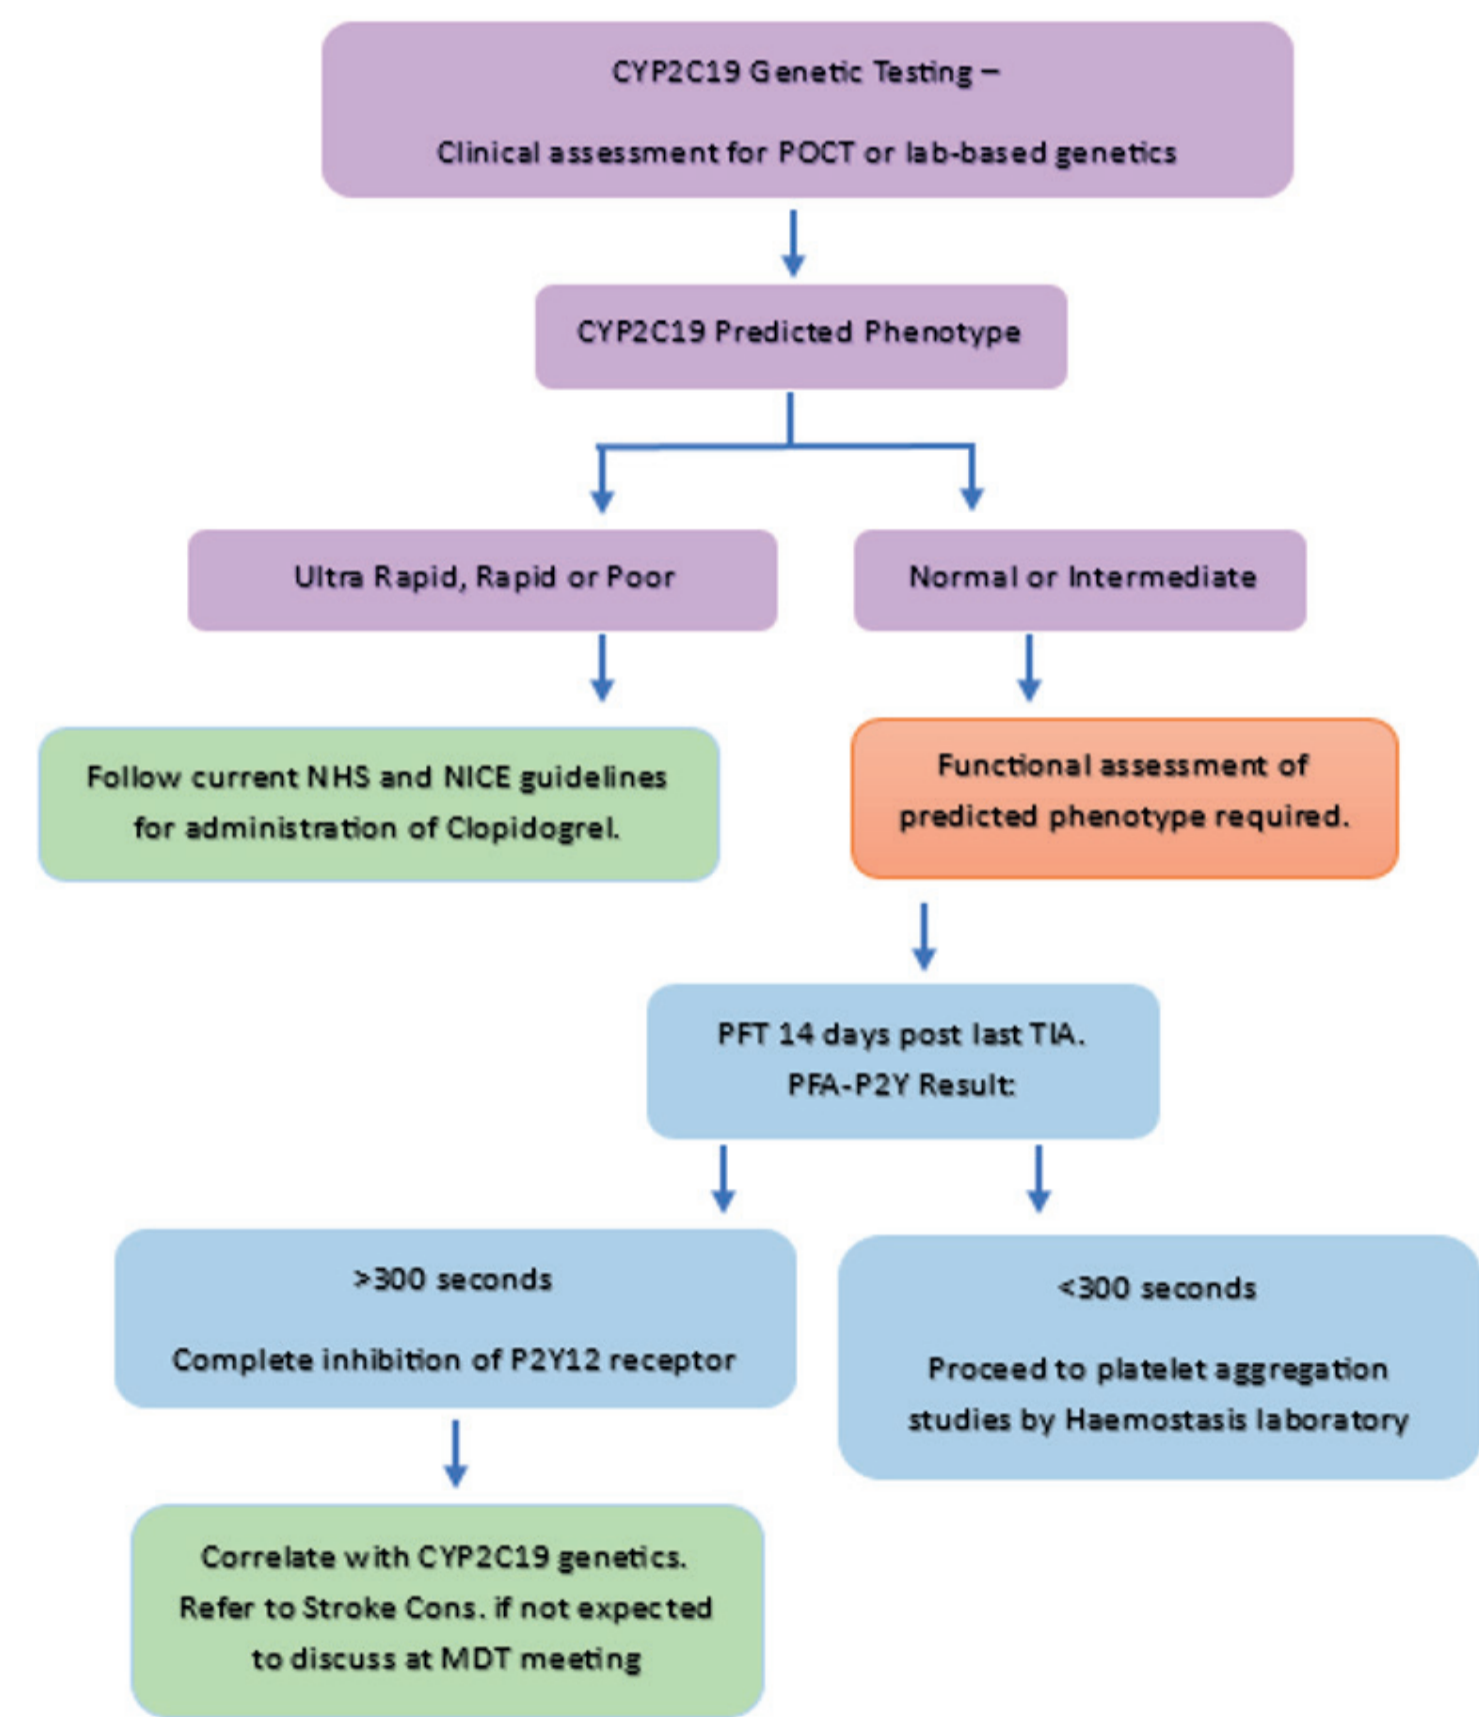 CYP2C19 Genetic Testing –
Clinical assessment for POCT or lab-based genetics
CYP2C19 Predicted Phenotype
Ultra Rapid, Rapid or Poor
Normal or Intermediate
Follow current NHS and NICE guidelines
for administration of Clopidogrel.
Functional assessment of
predicted phenotype required.
PFT 14 days post last TIA.
PFA-P2Y Result:
>300 seconds
Complete inhibition of P2Y12 receptor
<300 seconds
Proceed to platelet aggregation
studies by Haemostasis laboratory
Correlate with CYP2C19 genetics.
Refer to Stroke Cons. if not expected
to discuss at MDT meeting